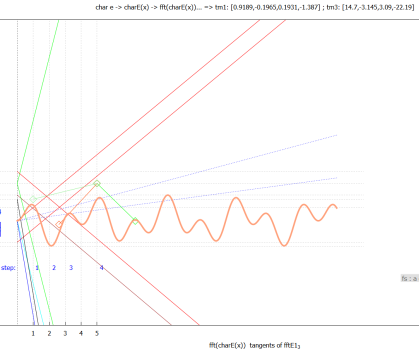 char e -> charE(x) -> fft(charE(x))... => tm1: [0.9189,-0.1965,0.1931,-1.387] ; tm3: [14.7,-3.145,3.09,-22.19]
step: 1 2 3 4
fs : a
1 2 3 4 5
fft(charE(x)) tangents of fftE1₃